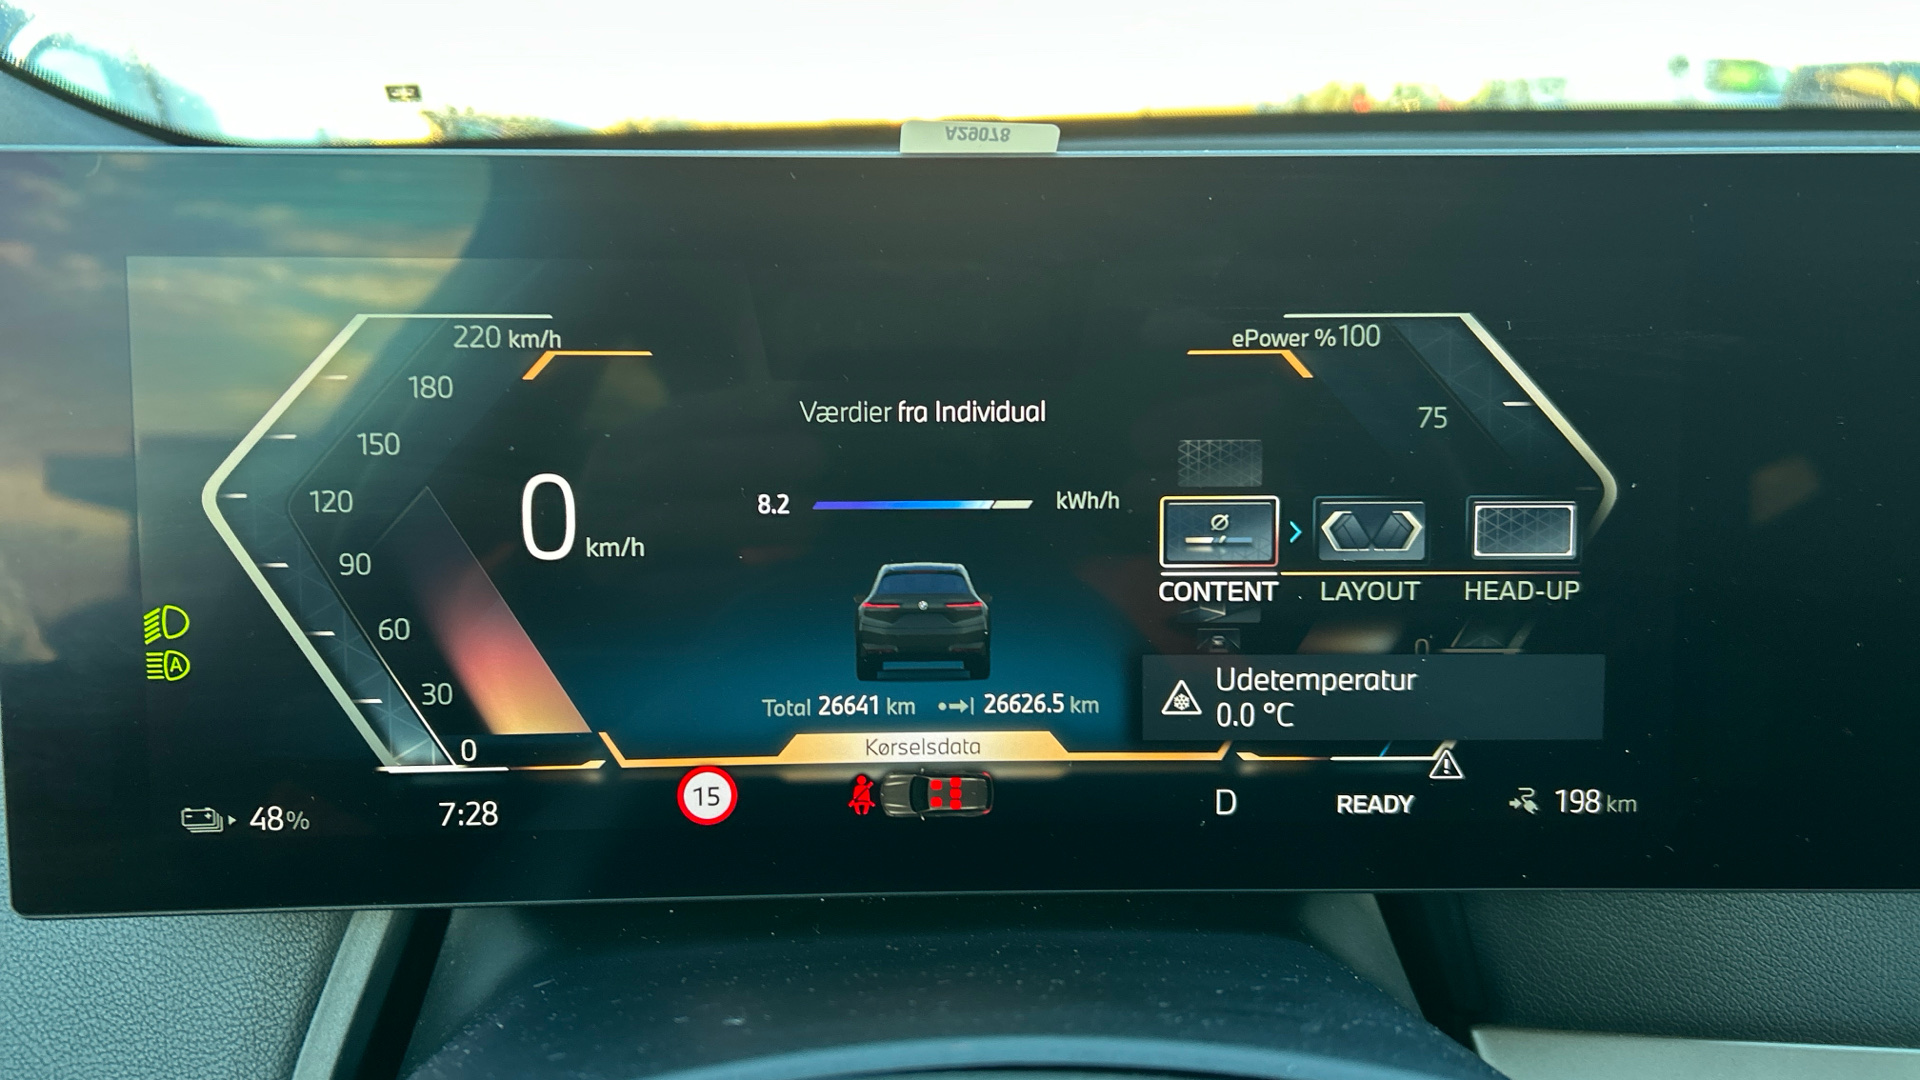 A29078
220 km/h
180
150
120
90
60
30
0
0 km/h
Værdier fra Individual
8.2 kWh/h
Total 26641 km 26626.5 km
Kørselsdata
ePower % 100
75
CONTENT LAYOUT HEAD-UP
0
Udetemperatur
0.0 °C
A
48%
7:28
15
D
READY
198 km